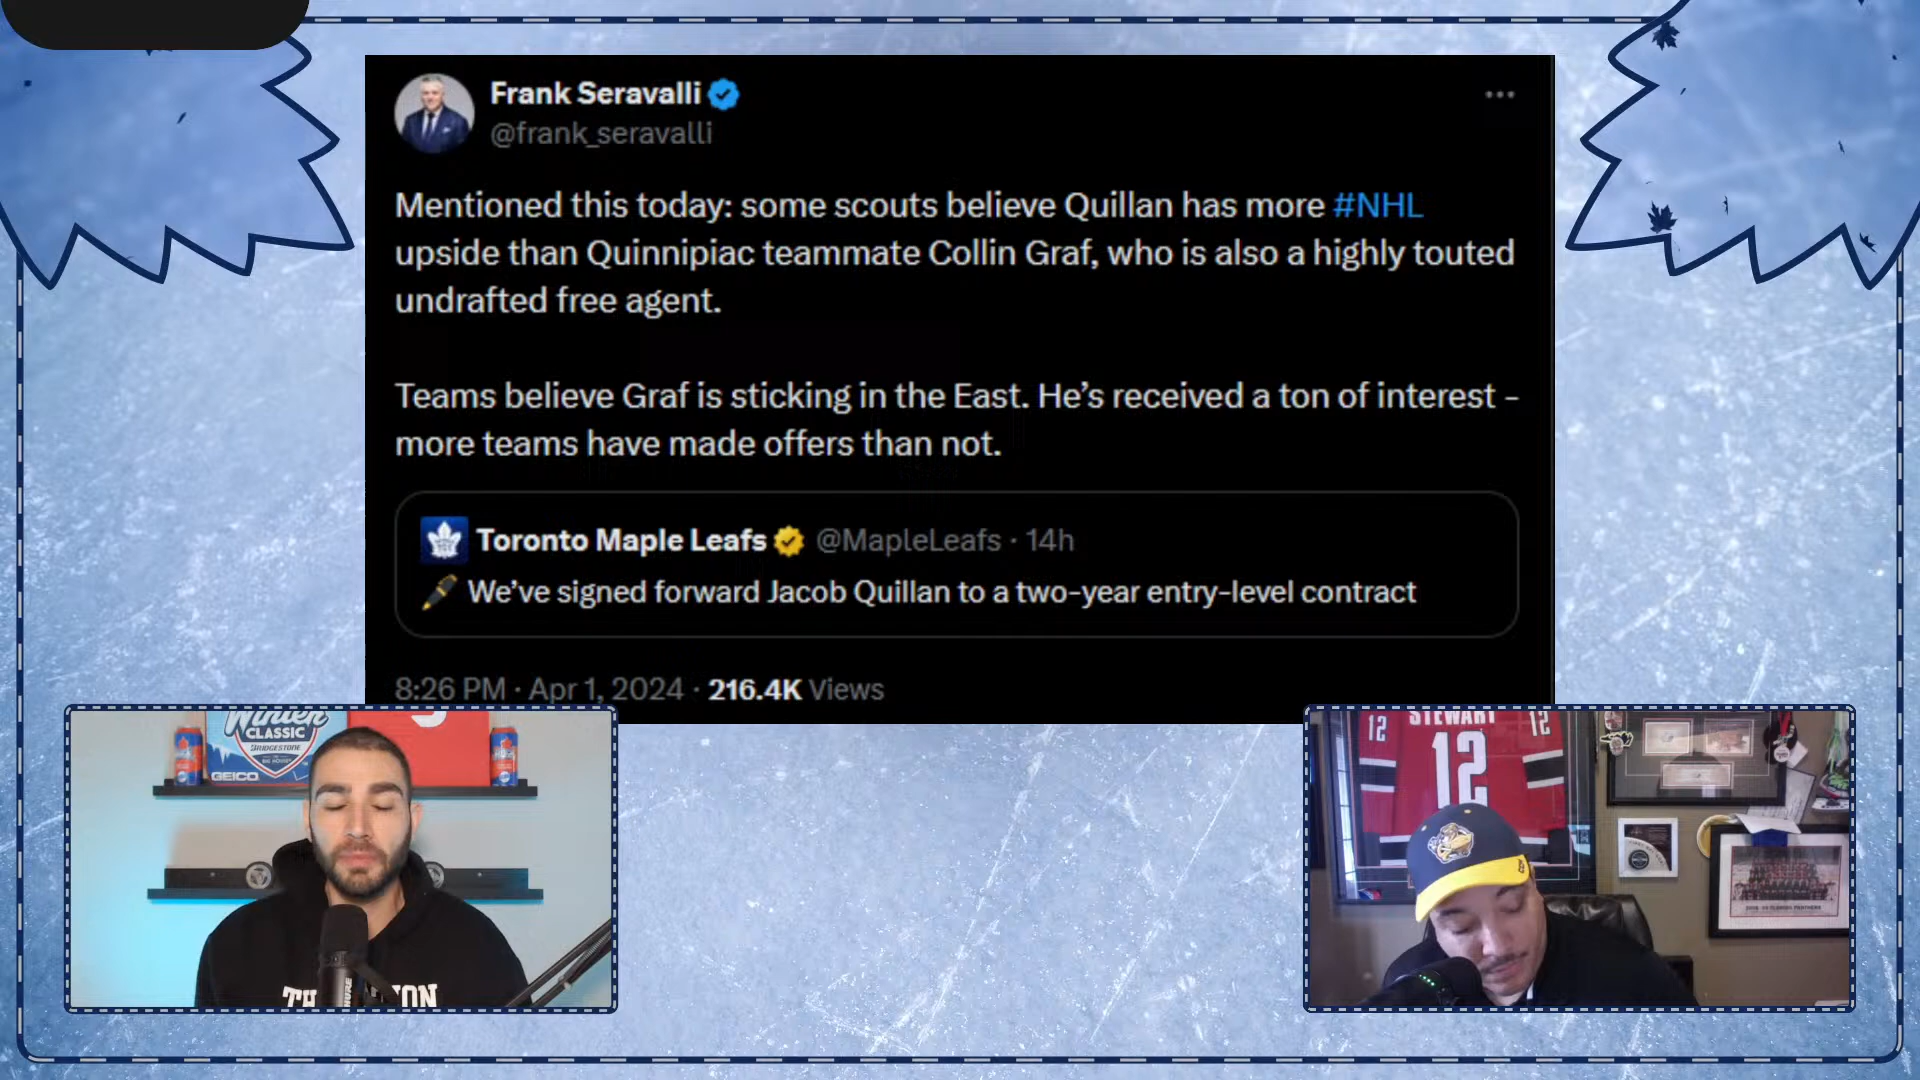 Frank Seravalli
@frank_seravalli
Mentioned this today: some scouts believe Quillan has more #NHL
upside than Quinnipiac teammate Collin Graf, who is also a highly touted
undrafted free agent.
Teams believe Graf is sticking in the East. He’s received a ton of interest –
more teams have made offers than not.
Toronto Maple Leafs @MapleLeafs · 14h
We’ve signed forward Jacob Quillan to a two-year entry-level contract
8:26 PM · Apr 1, 2024 · 216.4K Views
Winter
CLASSIC
BRIDGESTONE
GEICO
STEWART
12
12
12